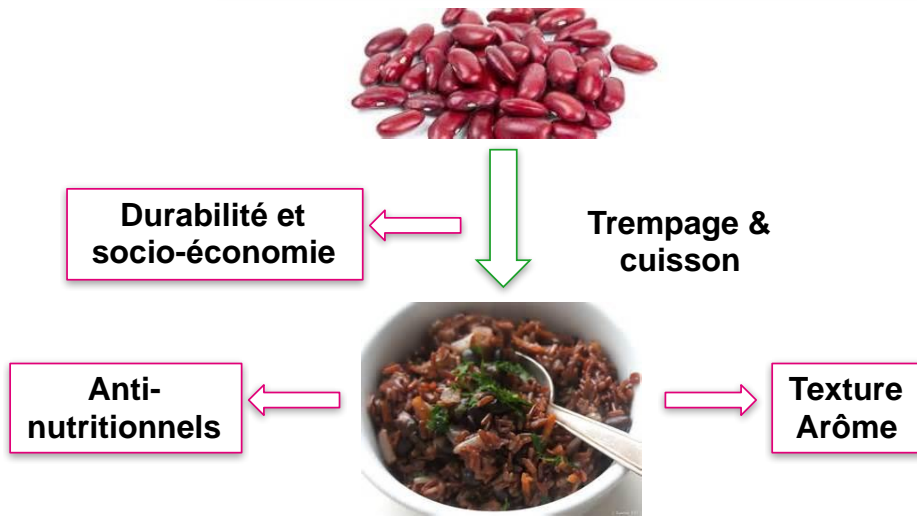 Durabilité et
socio-économie
Trempage &
cuisson
Anti-
nutritionnels
Texture
Arôme